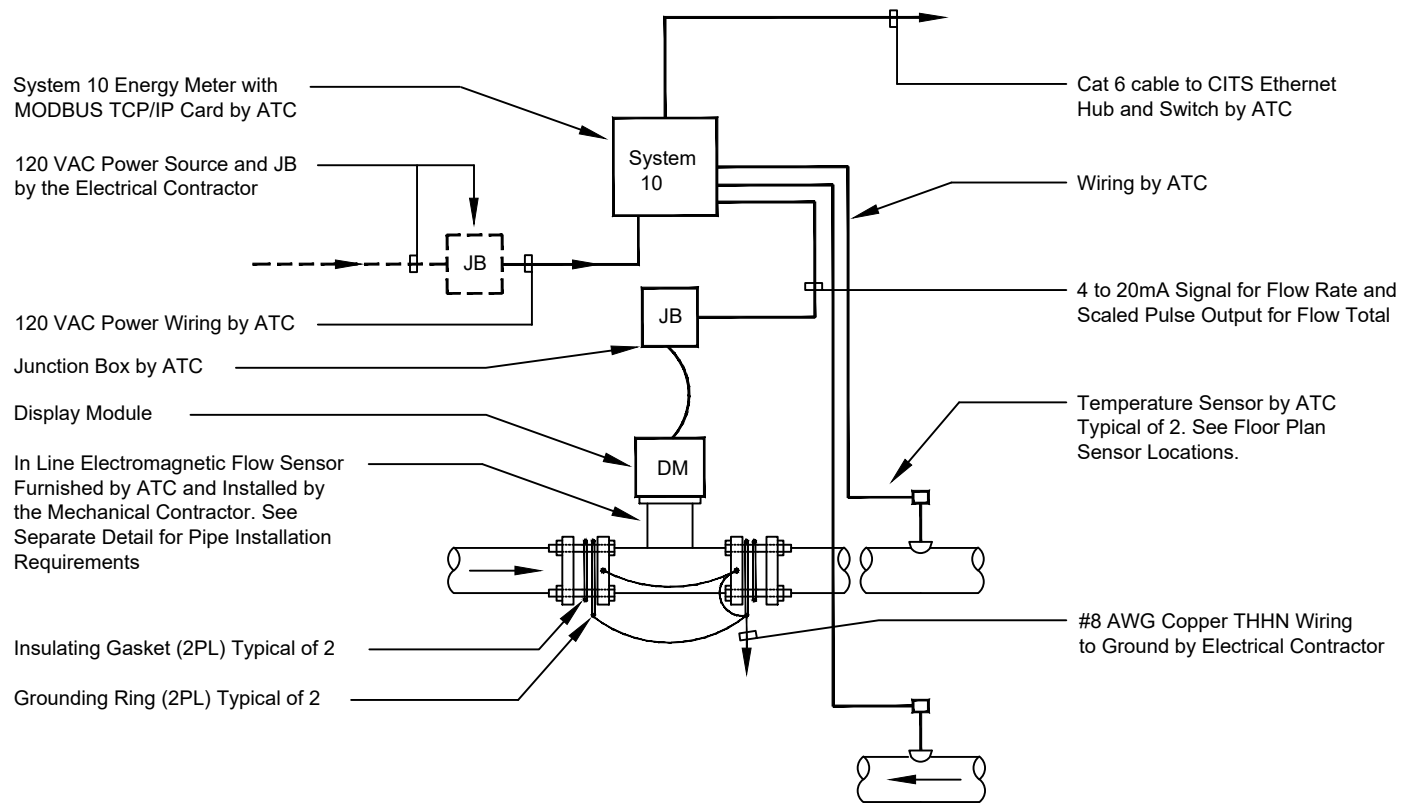 System 10 Energy Meter with
MODBUS TCP/IP Card by ATC
120 VAC Power Source and JB
by the Electrical Contractor
JB
120 VAC Power Wiring by ATC
Junction Box by ATC
Display Module
In Line Electromagnetic Flow Sensor
Furnished by ATC and Installed by
the Mechanical Contractor. See
Separate Detail for Pipe Installation
Requirements
Insulating Gasket (2PL) Typical of 2
Grounding Ring (2PL) Typical of 2
System
10
JB
DM
Cat 6 cable to CITS Ethernet
Hub and Switch by ATC
Wiring by ATC
4 to 20mA Signal for Flow Rate and
Scaled Pulse Output for Flow Total
Temperature Sensor by ATC
Typical of 2. See Floor Plan
Sensor Locations.
#8 AWG Copper THHN Wiring
to Ground by Electrical Contractor